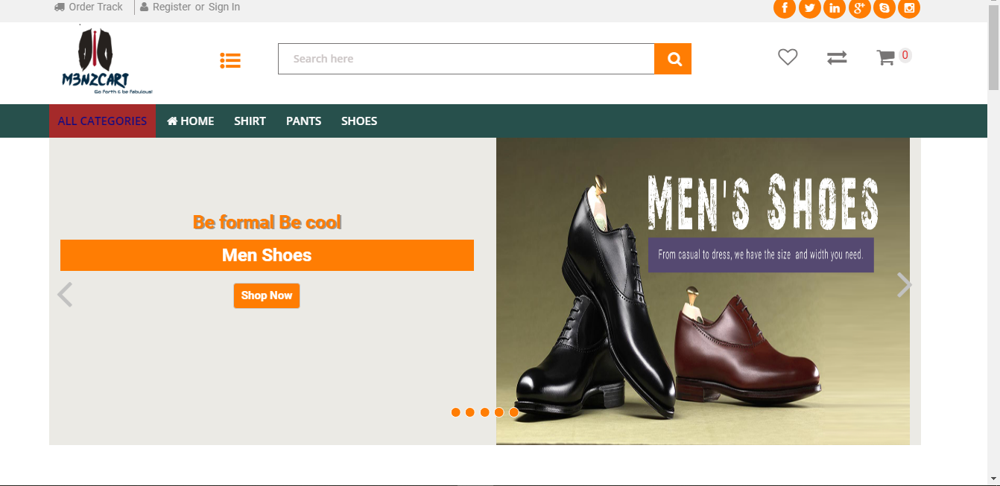 Order Track
Register or Sign In
M3NZCART
Go Forth & be fabulous!
Search here
0
ALL CATEGORIES
HOME
SHIRT
PANTS
SHOES
Be formal Be cool
Men Shoes
Shop Now
MEN'S SHOES
From casual to dress, we have the size and width you need.